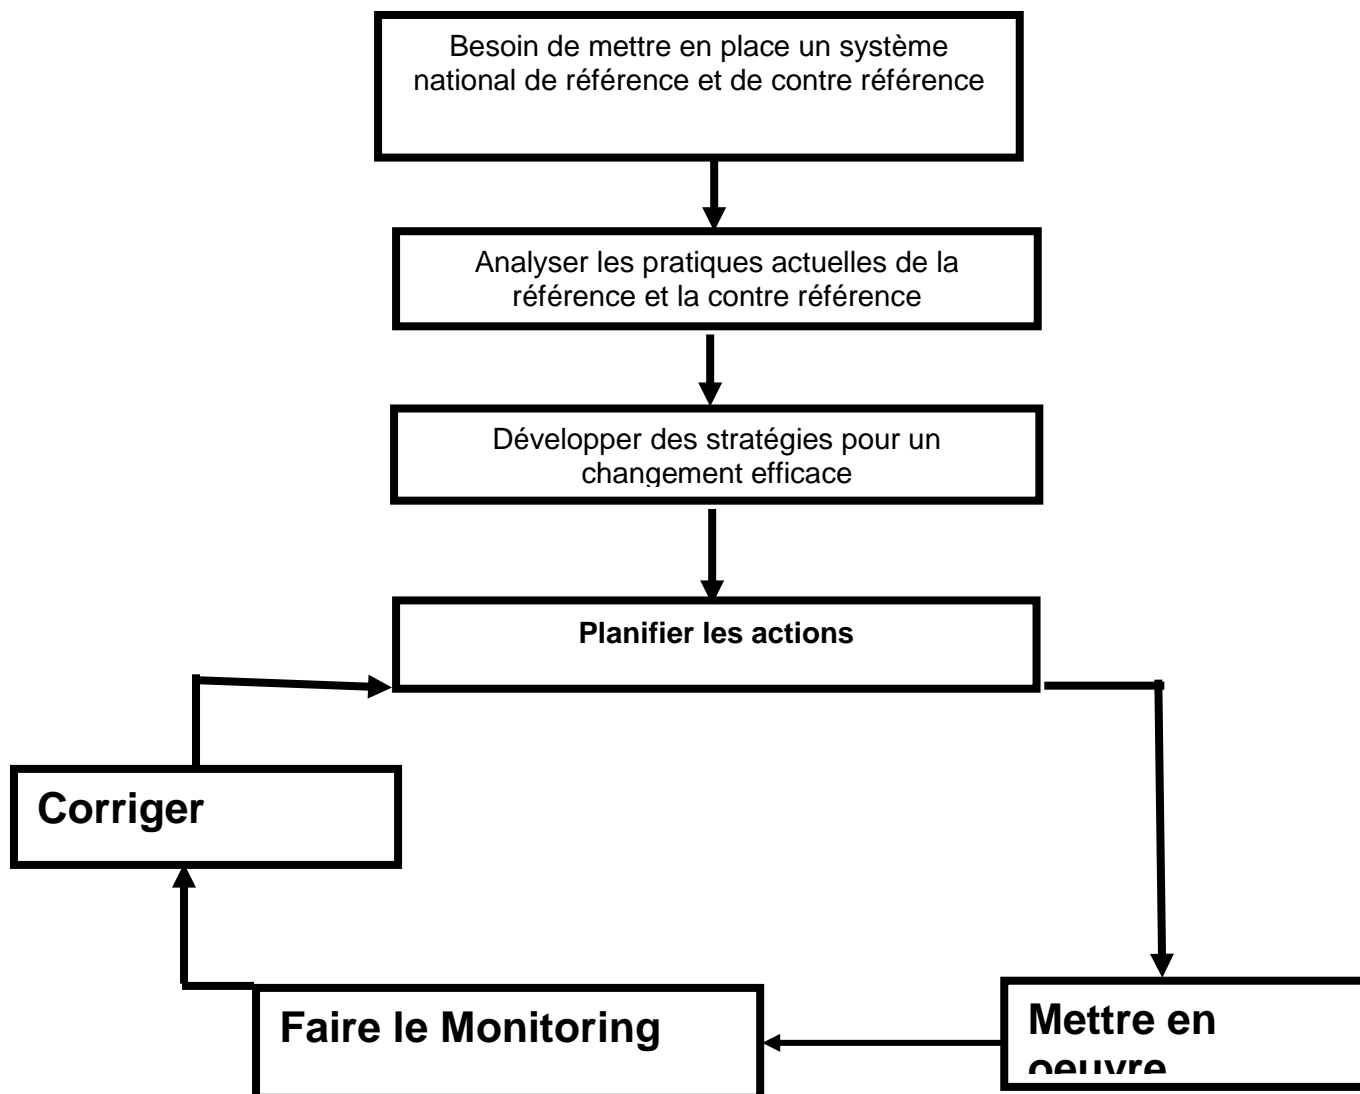 Besoin de mettre en place un système
national de référence et de contre référence
Analyser les pratiques actuelles de la
référence et la contre référence
Développer des stratégies pour un
changement efficace
Planifier les actions
Corriger
Faire le Monitoring
Mettre en
oeuvre